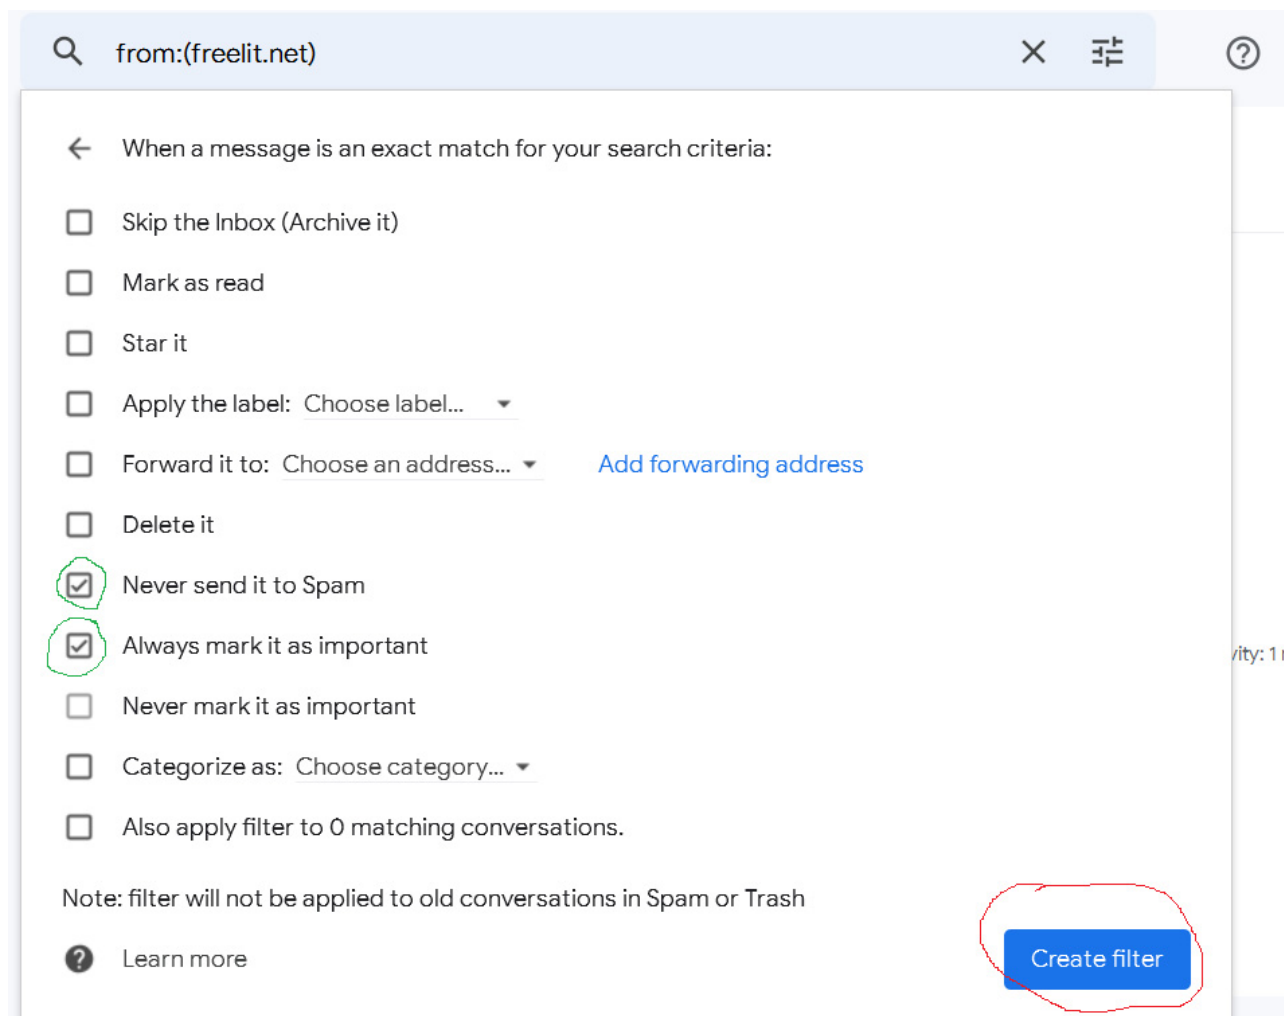 from:(freelit.net)
When a message is an exact match for your search criteria:
Skip the Inbox (Archive it)
Mark as read
Star it
Apply the label: Choose label...
Forward it to: Choose an address... Add forwarding address
Delete it
Never send it to Spam
Always mark it as important
vity: 1
Never mark it as important
Categorize as: Choose category...
Also apply filter to 0 matching conversations.
Note: filter will not be applied to old conversations in Spam or Trash
Learn more
Create filter